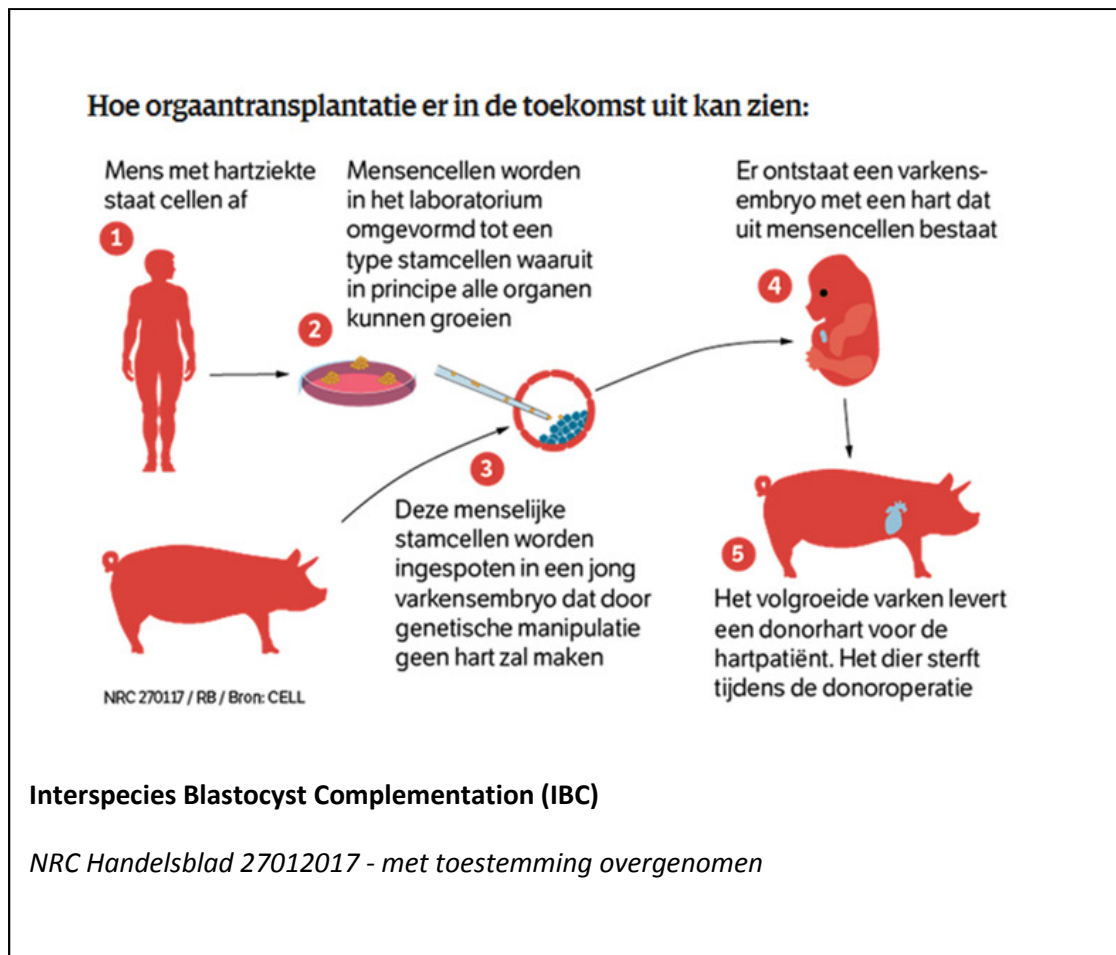 Hoe orgaantransplantatie er in de toekomst uit kan zien:
Mens met hartziekte
staat cellen af
1
Mensencellen worden
in het laboratorium
omgevormd tot een
type stamcellen waaruit
in principe alle organen
kunnen groeien
2
3
Deze menselijke
stamcellen worden
ingespoten in een jong
varkensembryo dat door
genetische manipulatie
geen hart zal maken
Er ontstaat een varkens-
embryo met een hart dat
uit mensencellen bestaat
4
5
Het volgroeide varken levert
een donorhart voor de
hartpatiënt. Het dier sterft
tijdens de donoroperatie
NRC 270117 / RB / Bron: CELL
Interspecies Blastocyst Complementation (IBC)
NRC Handelsblad 27012017 - met toestemming overgenomen